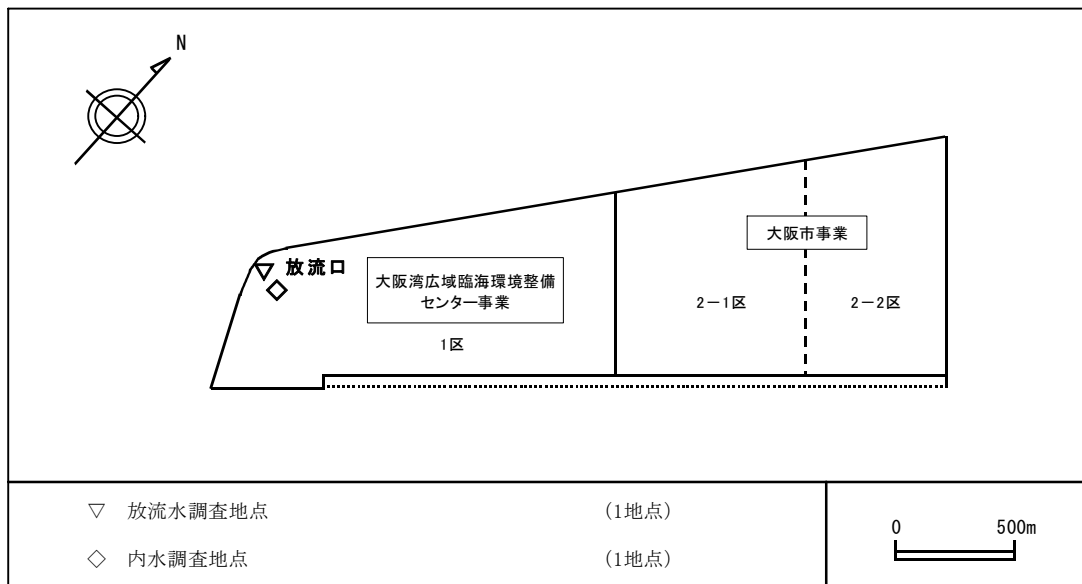 N
放流口
大阪湾広域臨海環境整備
センター事業
1区
大阪市事業
2－1区
2－2区
▽ 放流水調査地点 (1地点)
◇ 内水調査地点 (1地点)
0 500m